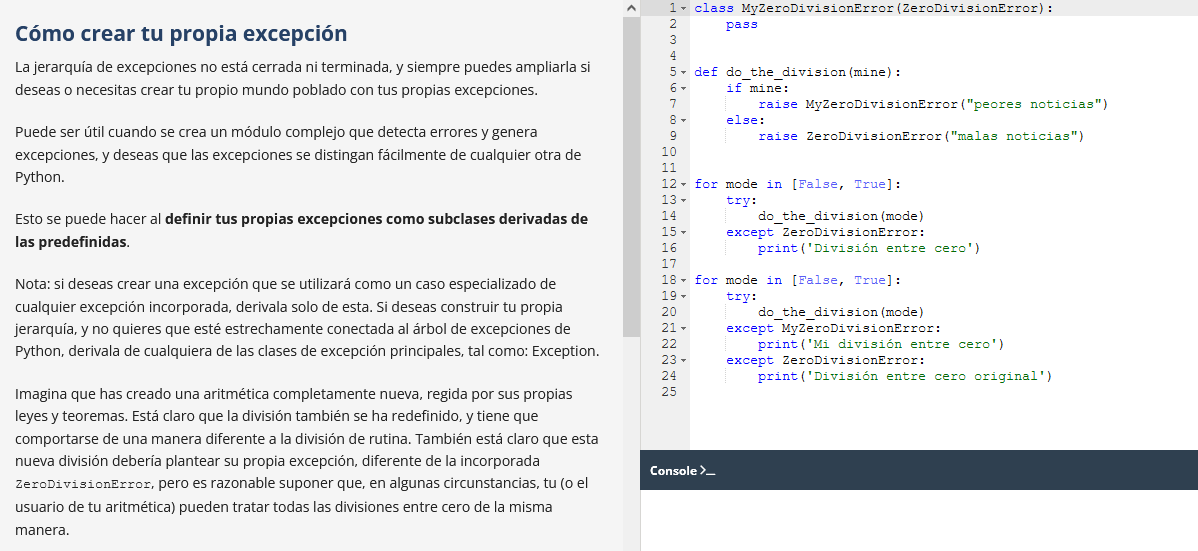 Cómo crear tu propia excepción
La jerarquía de excepciones no está cerrada ni terminada, y siempre puedes ampliarla si
deseas o necesitas crear tu propio mundo poblado con tus propias excepciones.
Puede ser útil cuando se crea un módulo complejo que detecta errores y genera
excepciones, y deseas que las excepciones se distingan fácilmente de cualquier otra de
Python.
Esto se puede hacer al definir tus propias excepciones como subclases derivadas de
las predefinidas.
Nota: si deseas crear una excepción que se utilizará como un caso especializado de
cualquier excepción incorporada, derivala solo de esta. Si deseas construir tu propia
jerarquía, y no quieres que esté estrechamente conectada al árbol de excepciones de
Python, derivala de cualquiera de las clases de excepción principales, tal como: Exception.
Imagina que has creado una aritmética completamente nueva, regida por sus propias
leyes y teoremas. Está claro que la división también se ha redefinido, y tiene que
comportarse de una manera diferente a la división de rutina. También está claro que esta
nueva división debería plantear su propia excepción, diferente de la incorporada
ZeroDivisionError, pero es razonable suponer que, en algunas circunstancias, tu (o el
usuario de tu aritmética) pueden tratar todas las divisiones entre cero de la misma
manera.
1 class MyZeroDivisionError(ZeroDivisionError):
2     pass
3
4
5 def do_the_division(mine):
6     if mine:
7         raise MyZeroDivisionError("peores noticias")
8     else:
9         raise ZeroDivisionError("malas noticias")
10
11
12 for mode in [False, True]:
13     try:
14         do_the_division(mode)
15     except ZeroDivisionError:
16         print('División entre cero')
17
18 for mode in [False, True]:
19     try:
20         do_the_division(mode)
21     except MyZeroDivisionError:
22         print('Mi división entre cero')
23     except ZeroDivisionError:
24         print('División entre cero original')
25
Console >_